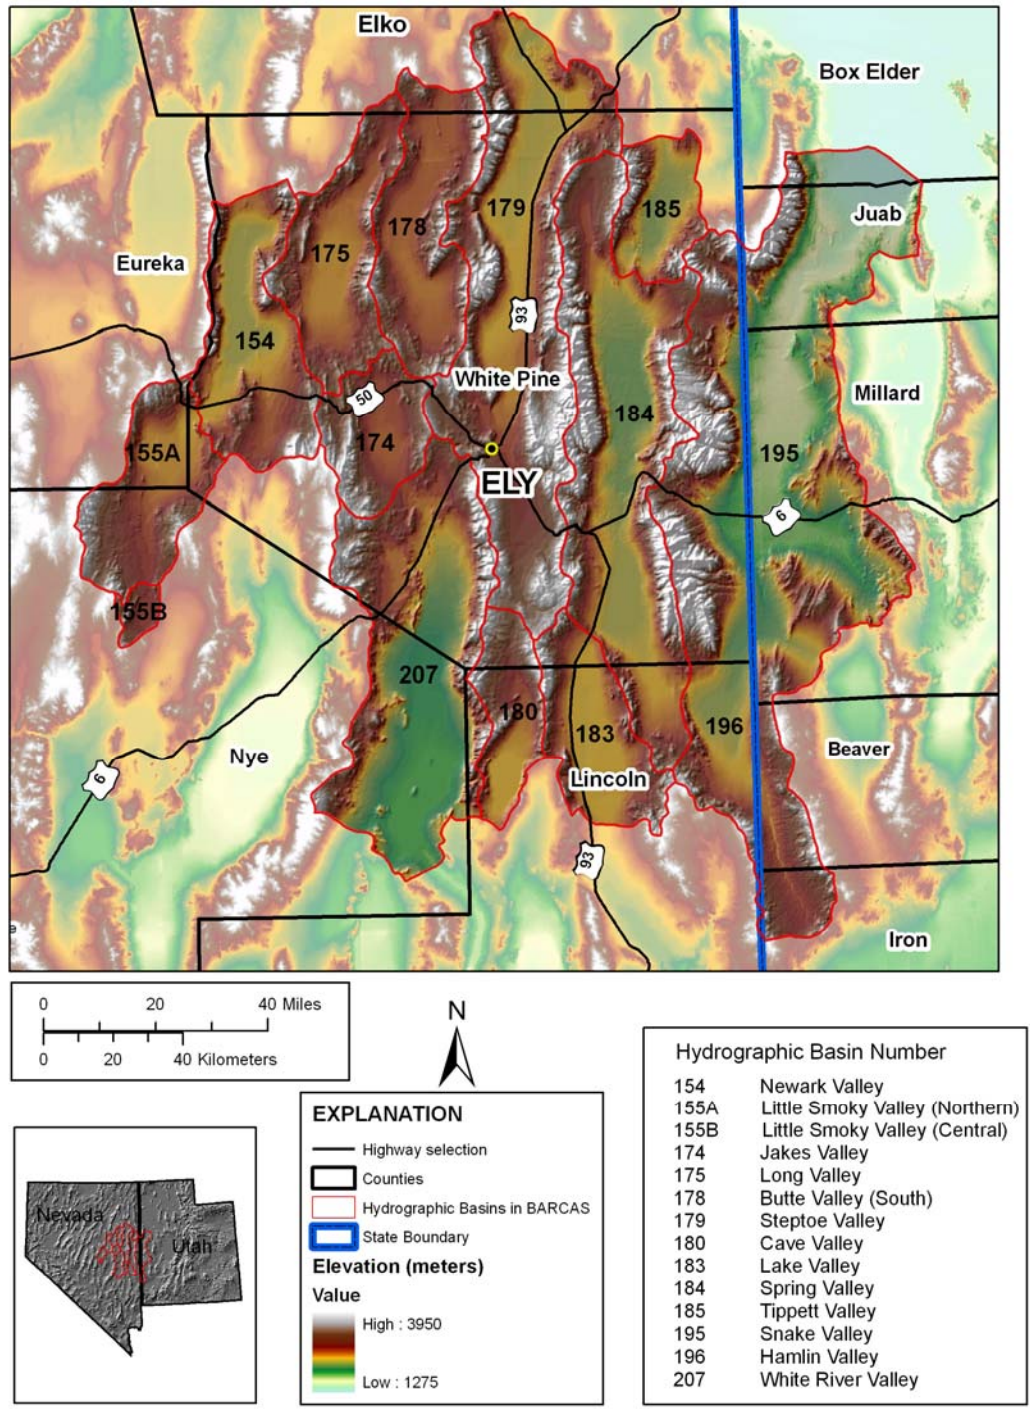 Elko
Box Elder
179
185
178
Juab
175
Eureka
93
154
White Pine
Millard
50
184
174
155A
195
ELY
6
155B
207
180
196
183
Beaver
Nye
Lincoln
6
93
e
Iron
0 20 40 Miles
0 20 40 Kilometers
N
Hydrographic Basin Number
154 Newark Valley
155A Little Smoky Valley (Northern)
155B Little Smoky Valley (Central)
174 Jakes Valley
175 Long Valley
178 Butte Valley (South)
179 Steptoe Valley
180 Cave Valley
183 Lake Valley
184 Spring Valley
185 Tippett Valley
195 Snake Valley
196 Hamlin Valley
207 White River Valley
EXPLANATION
Highway selection
Counties
Hydrographic Basins in BARCAS
State Boundary
Elevation (meters)
Value
High : 3950
Low : 1275
Nevada
Utah